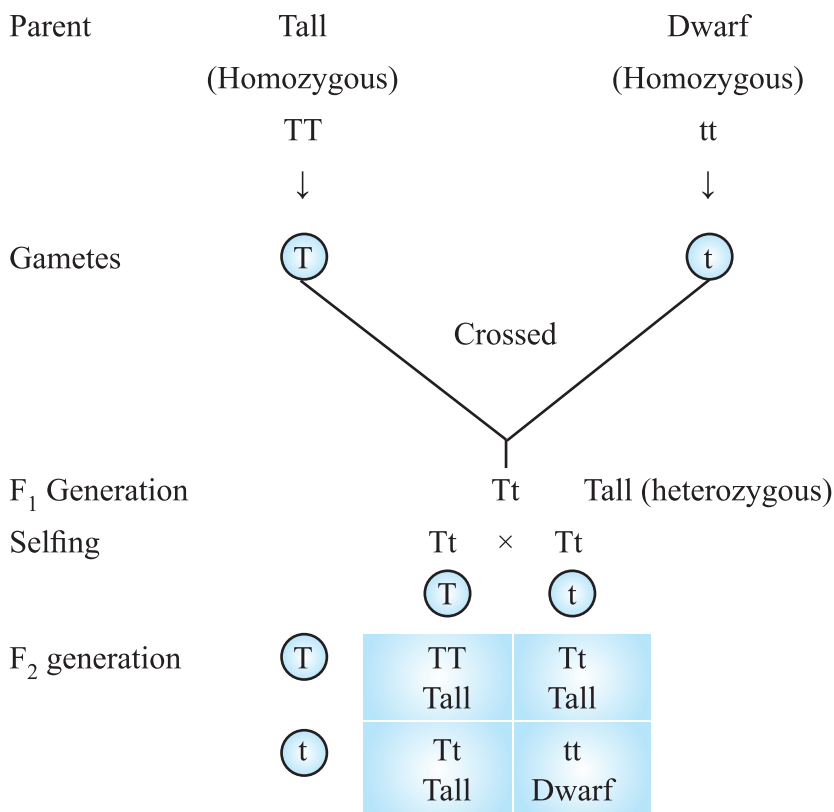 Parent Tall Dwarf
(Homozygous) (Homozygous)
TT tt
↓ ↓
Gametes T t
Crossed
F₁ Generation Tt Tall (heterozygous)
Selfing Tt × Tt
T t
F₂ generation T TT Tt
Tall Tall
t Tt tt
Tall Dwarf